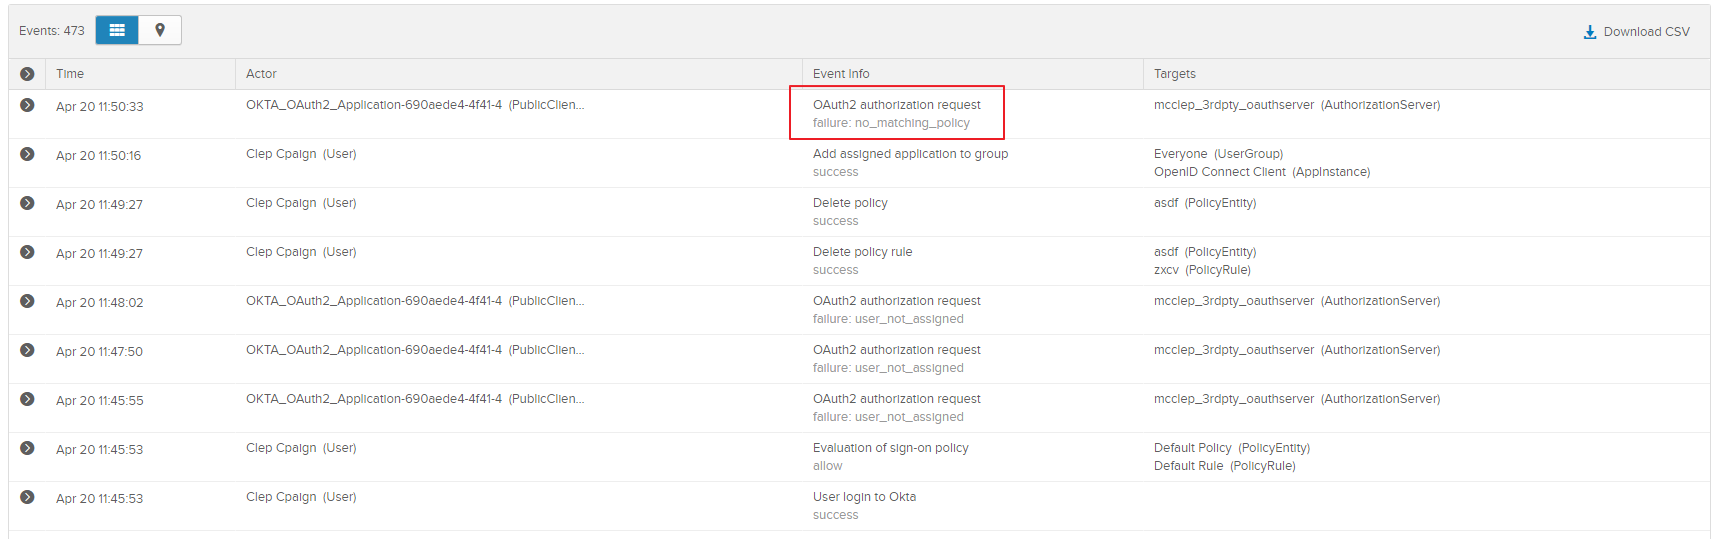 Events: 473
Download CSV
Time Actor Event Info Targets
Apr 20 11:50:33 OKTA_OAuth2_Application-690aede4-4f41-4 (PublicClien... OAuth2 authorization request mcclep_3rdpty_oauthserver (AuthorizationServer)
failure: no_matching_policy
Apr 20 11:50:16 Clep Cpaign (User) Add assigned application to group Everyone (UserGroup)
success OpenID Connect Client (AppInstance)
Apr 20 11:49:27 Clep Cpaign (User) Delete policy asdf (PolicyEntity)
success
Apr 20 11:49:27 Clep Cpaign (User) Delete policy rule asdf (PolicyEntity)
success zxcv (PolicyRule)
Apr 20 11:48:02 OKTA_OAuth2_Application-690aede4-4f41-4 (PublicClien... OAuth2 authorization request mcclep_3rdpty_oauthserver (AuthorizationServer)
failure: user_not_assigned
Apr 20 11:47:50 OKTA_OAuth2_Application-690aede4-4f41-4 (PublicClien... OAuth2 authorization request mcclep_3rdpty_oauthserver (AuthorizationServer)
failure: user_not_assigned
Apr 20 11:45:55 OKTA_OAuth2_Application-690aede4-4f41-4 (PublicClien... OAuth2 authorization request mcclep_3rdpty_oauthserver (AuthorizationServer)
failure: user_not_assigned
Apr 20 11:45:53 Clep Cpaign (User) Evaluation of sign-on policy Default Policy (PolicyEntity)
allow Default Rule (PolicyRule)
Apr 20 11:45:53 Clep Cpaign (User) User login to Okta
success